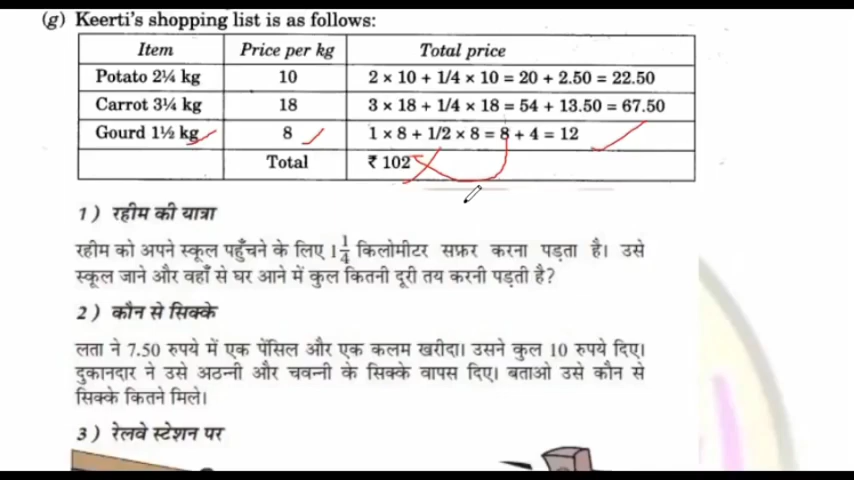 (g) Keerti's shopping list is as follows:
Item Price per kg Total price
Potato 2¼ kg 10 2 × 10 + 1/4 × 10 = 20 + 2.50 = 22.50
Carrot 3¼ kg 18 3 × 18 + 1/4 × 18 = 54 + 13.50 = 67.50
Gourd 1½ kg 8 1 × 8 + 1/2 × 8 = 8 + 4 = 12
Total ₹ 102
1) रहीम की यात्रा
रहीम को अपने स्कूल पहुँचने के लिए 1 1/4 किलोमीटर सफ़र करना पड़ता है। उसे
स्कूल जाने और वहाँ से घर आने में कुल कितनी दूरी तय करनी पड़ती है?
2) कौन से सिक्के
लता ने 7.50 रुपये में एक पेंसिल और एक कलम खरीदा। उसने कुल 10 रुपये दिए।
दुकानदार ने उसे अठन्नी और चवन्नी के सिक्के वापस दिए। बताओ उसे कौन से
सिक्के कितने मिले।
3) रेलवे स्टेशन पर